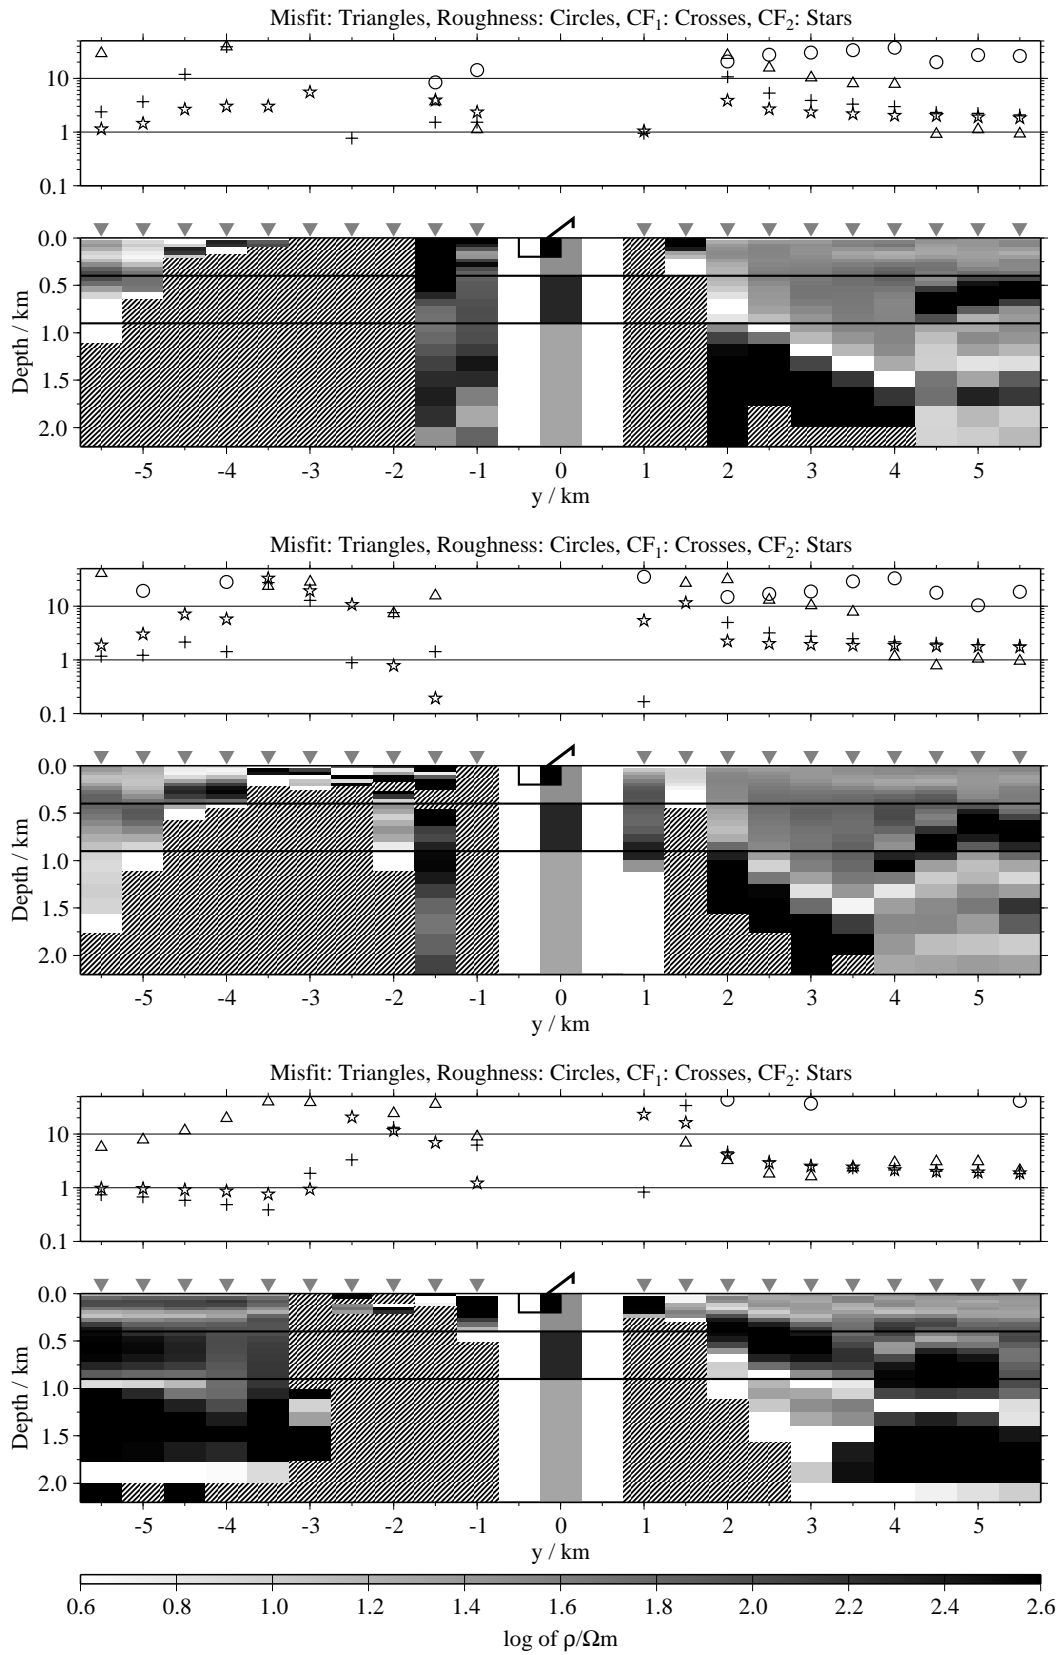 Misfit: Triangles, Roughness: Circles, CF1: Crosses, CF2: Stars
10
1
0.1
0.0
0.5
1.0
1.5
2.0
Depth / km
-5 -4 -3 -2 -1 0 1 2 3 4 5
y / km
Misfit: Triangles, Roughness: Circles, CF1: Crosses, CF2: Stars
10
1
0.1
0.0
0.5
1.0
1.5
2.0
Depth / km
-5 -4 -3 -2 -1 0 1 2 3 4 5
y / km
Misfit: Triangles, Roughness: Circles, CF1: Crosses, CF2: Stars
10
1
0.1
0.0
0.5
1.0
1.5
2.0
Depth / km
-5 -4 -3 -2 -1 0 1 2 3 4 5
y / km
0.6 0.8 1.0 1.2 1.4 1.6 1.8 2.0 2.2 2.4 2.6
log of ρ/Ωm